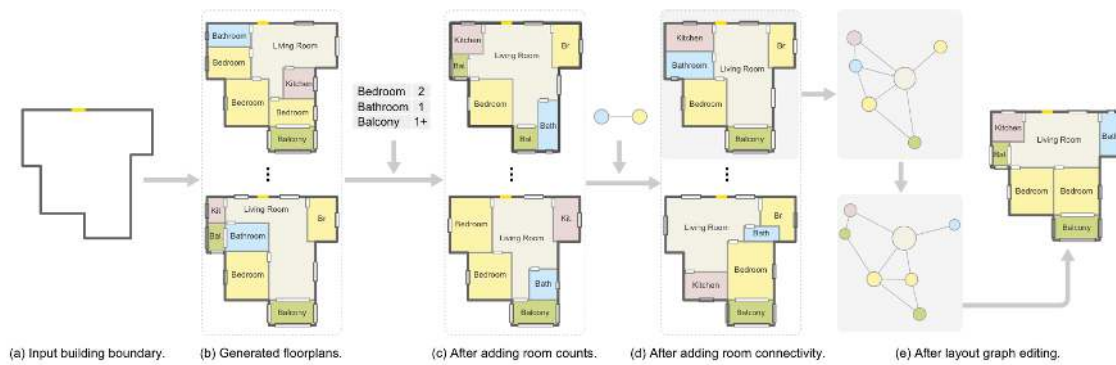 Bathroom
Living Room
Bedroom
Kitchen
Bedroom
Bedroom
Balcony
Living Room
Kit.
Br
Bal.
Bathroom
Bedroom
Balcony
Bedroom 2
Bathroom 1
Balcony 1+
Kitchen
Living Room
Br
Bal.
Bedroom
Bath
Bal.
Bedroom
Kit.
Living Room
Bedroom
Bath
Balcony
Kitchen
Br
Bathroom
Living Room
Bedroom
Balcony
Br
Living Room
Bath
Bedroom
Kitchen
Balcony
Kitchen
Living Room
Bath
Bal.
Bedroom
Bedroom
Balcony
(a) Input building boundary.
(b) Generated floorplans.
(c) After adding room counts.
(d) After adding room connectivity.
(e) After layout graph editing.